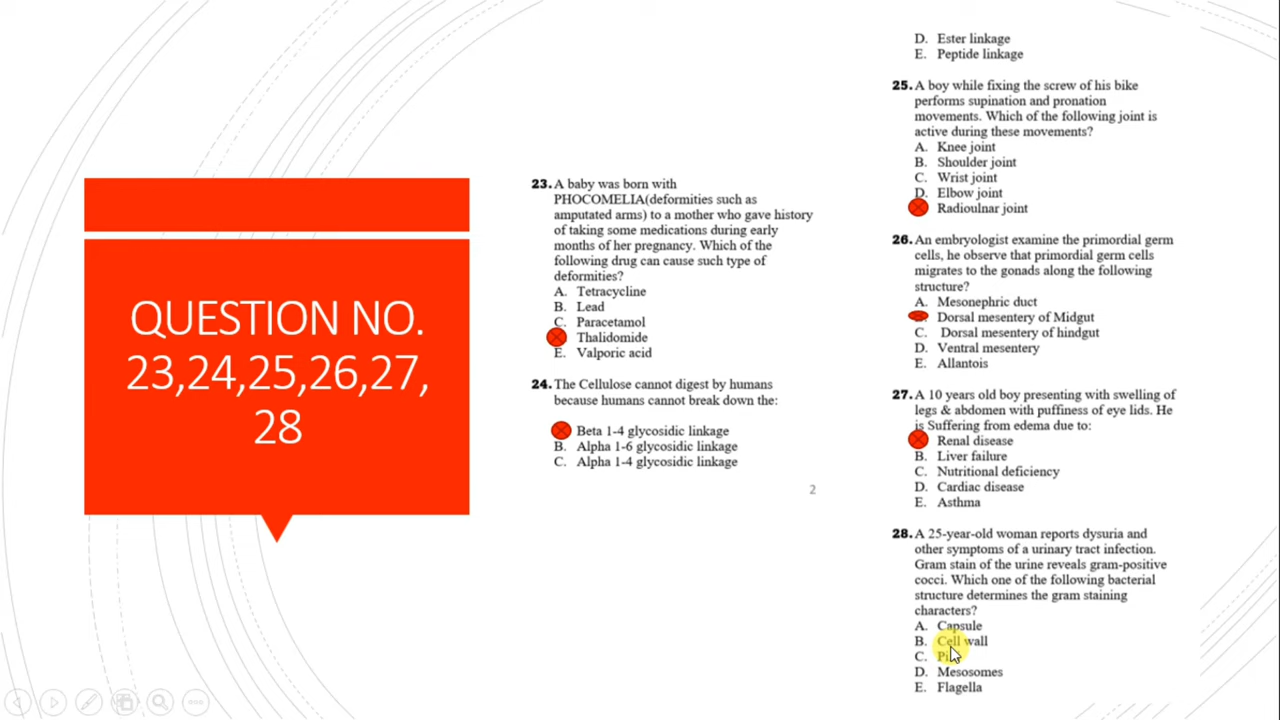 QUESTION NO.
23,24,25,26,27,
28
23. A baby was born with
PHOCOMELIA(deformities such as
amputated arms) to a mother who gave history
of taking some medications during early
months of her pregnancy. Which of the
following drug can cause such type of
deformities?
A. Tetracycline
B. Lead
C. Paracetamol
Thalidomide
E. Valporic acid
24. The Cellulose cannot digest by humans
because humans cannot break down the:
Beta 1-4 glycosidic linkage
B. Alpha 1-6 glycosidic linkage
C. Alpha 1-4 glycosidic linkage
2
D. Ester linkage
E. Peptide linkage
25. A boy while fixing the screw of his bike
performs supination and pronation
movements. Which of the following joint is
active during these movements?
A. Knee joint
B. Shoulder joint
C. Wrist joint
D. Elbow joint
Radioulnar joint
26. An embryologist examine the primordial germ
cells, he observe that primordial germ cells
migrates to the gonads along the following
structure?
A. Mesonephric duct
Dorsal mesentery of Midgut
C. Dorsal mesentery of hindgut
D. Ventral mesentery
E. Allantois
27. A 10 years old boy presenting with swelling of
legs & abdomen with puffiness of eye lids. He
is Suffering from edema due to:
Renal disease
B. Liver failure
C. Nutritional deficiency
D. Cardiac disease
E. Asthma
28. A 25-year-old woman reports dysuria and
other symptoms of a urinary tract infection.
Gram stain of the urine reveals gram-positive
cocci. Which one of the following bacterial
structure determines the gram staining
characters?
A. Capsule
B. Cell wall
C.
D. Mesosomes
E. Flagella